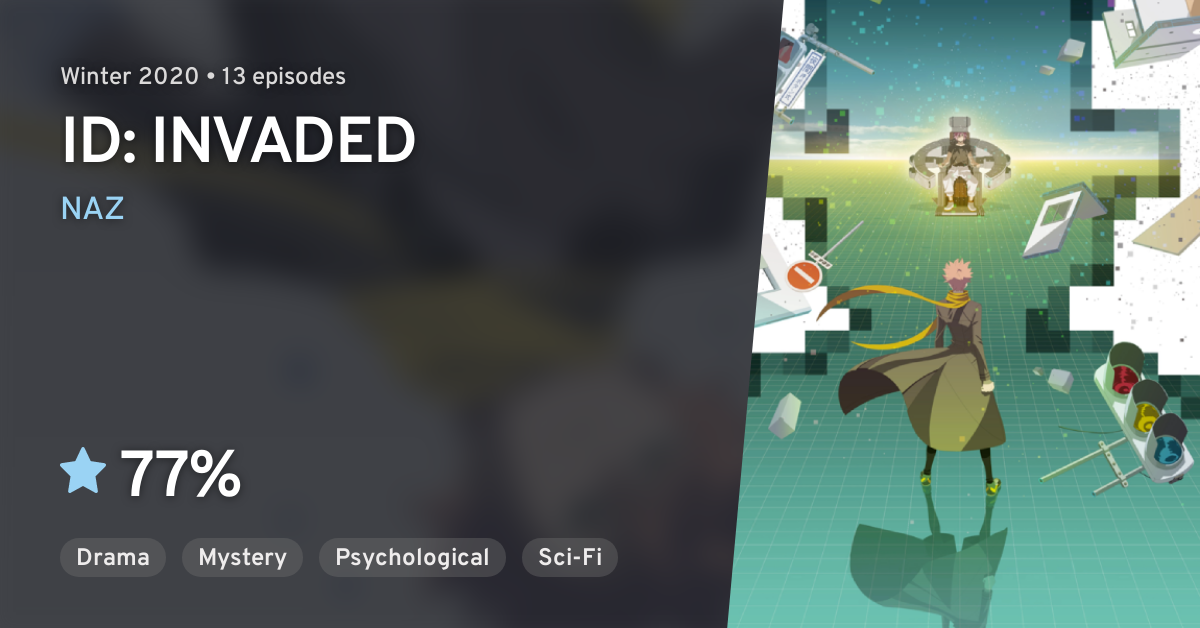 Winter 2020 • 13 episodes
ID: INVADED
NAZ
77%
Drama
Mystery
Psychological
Sci-Fi